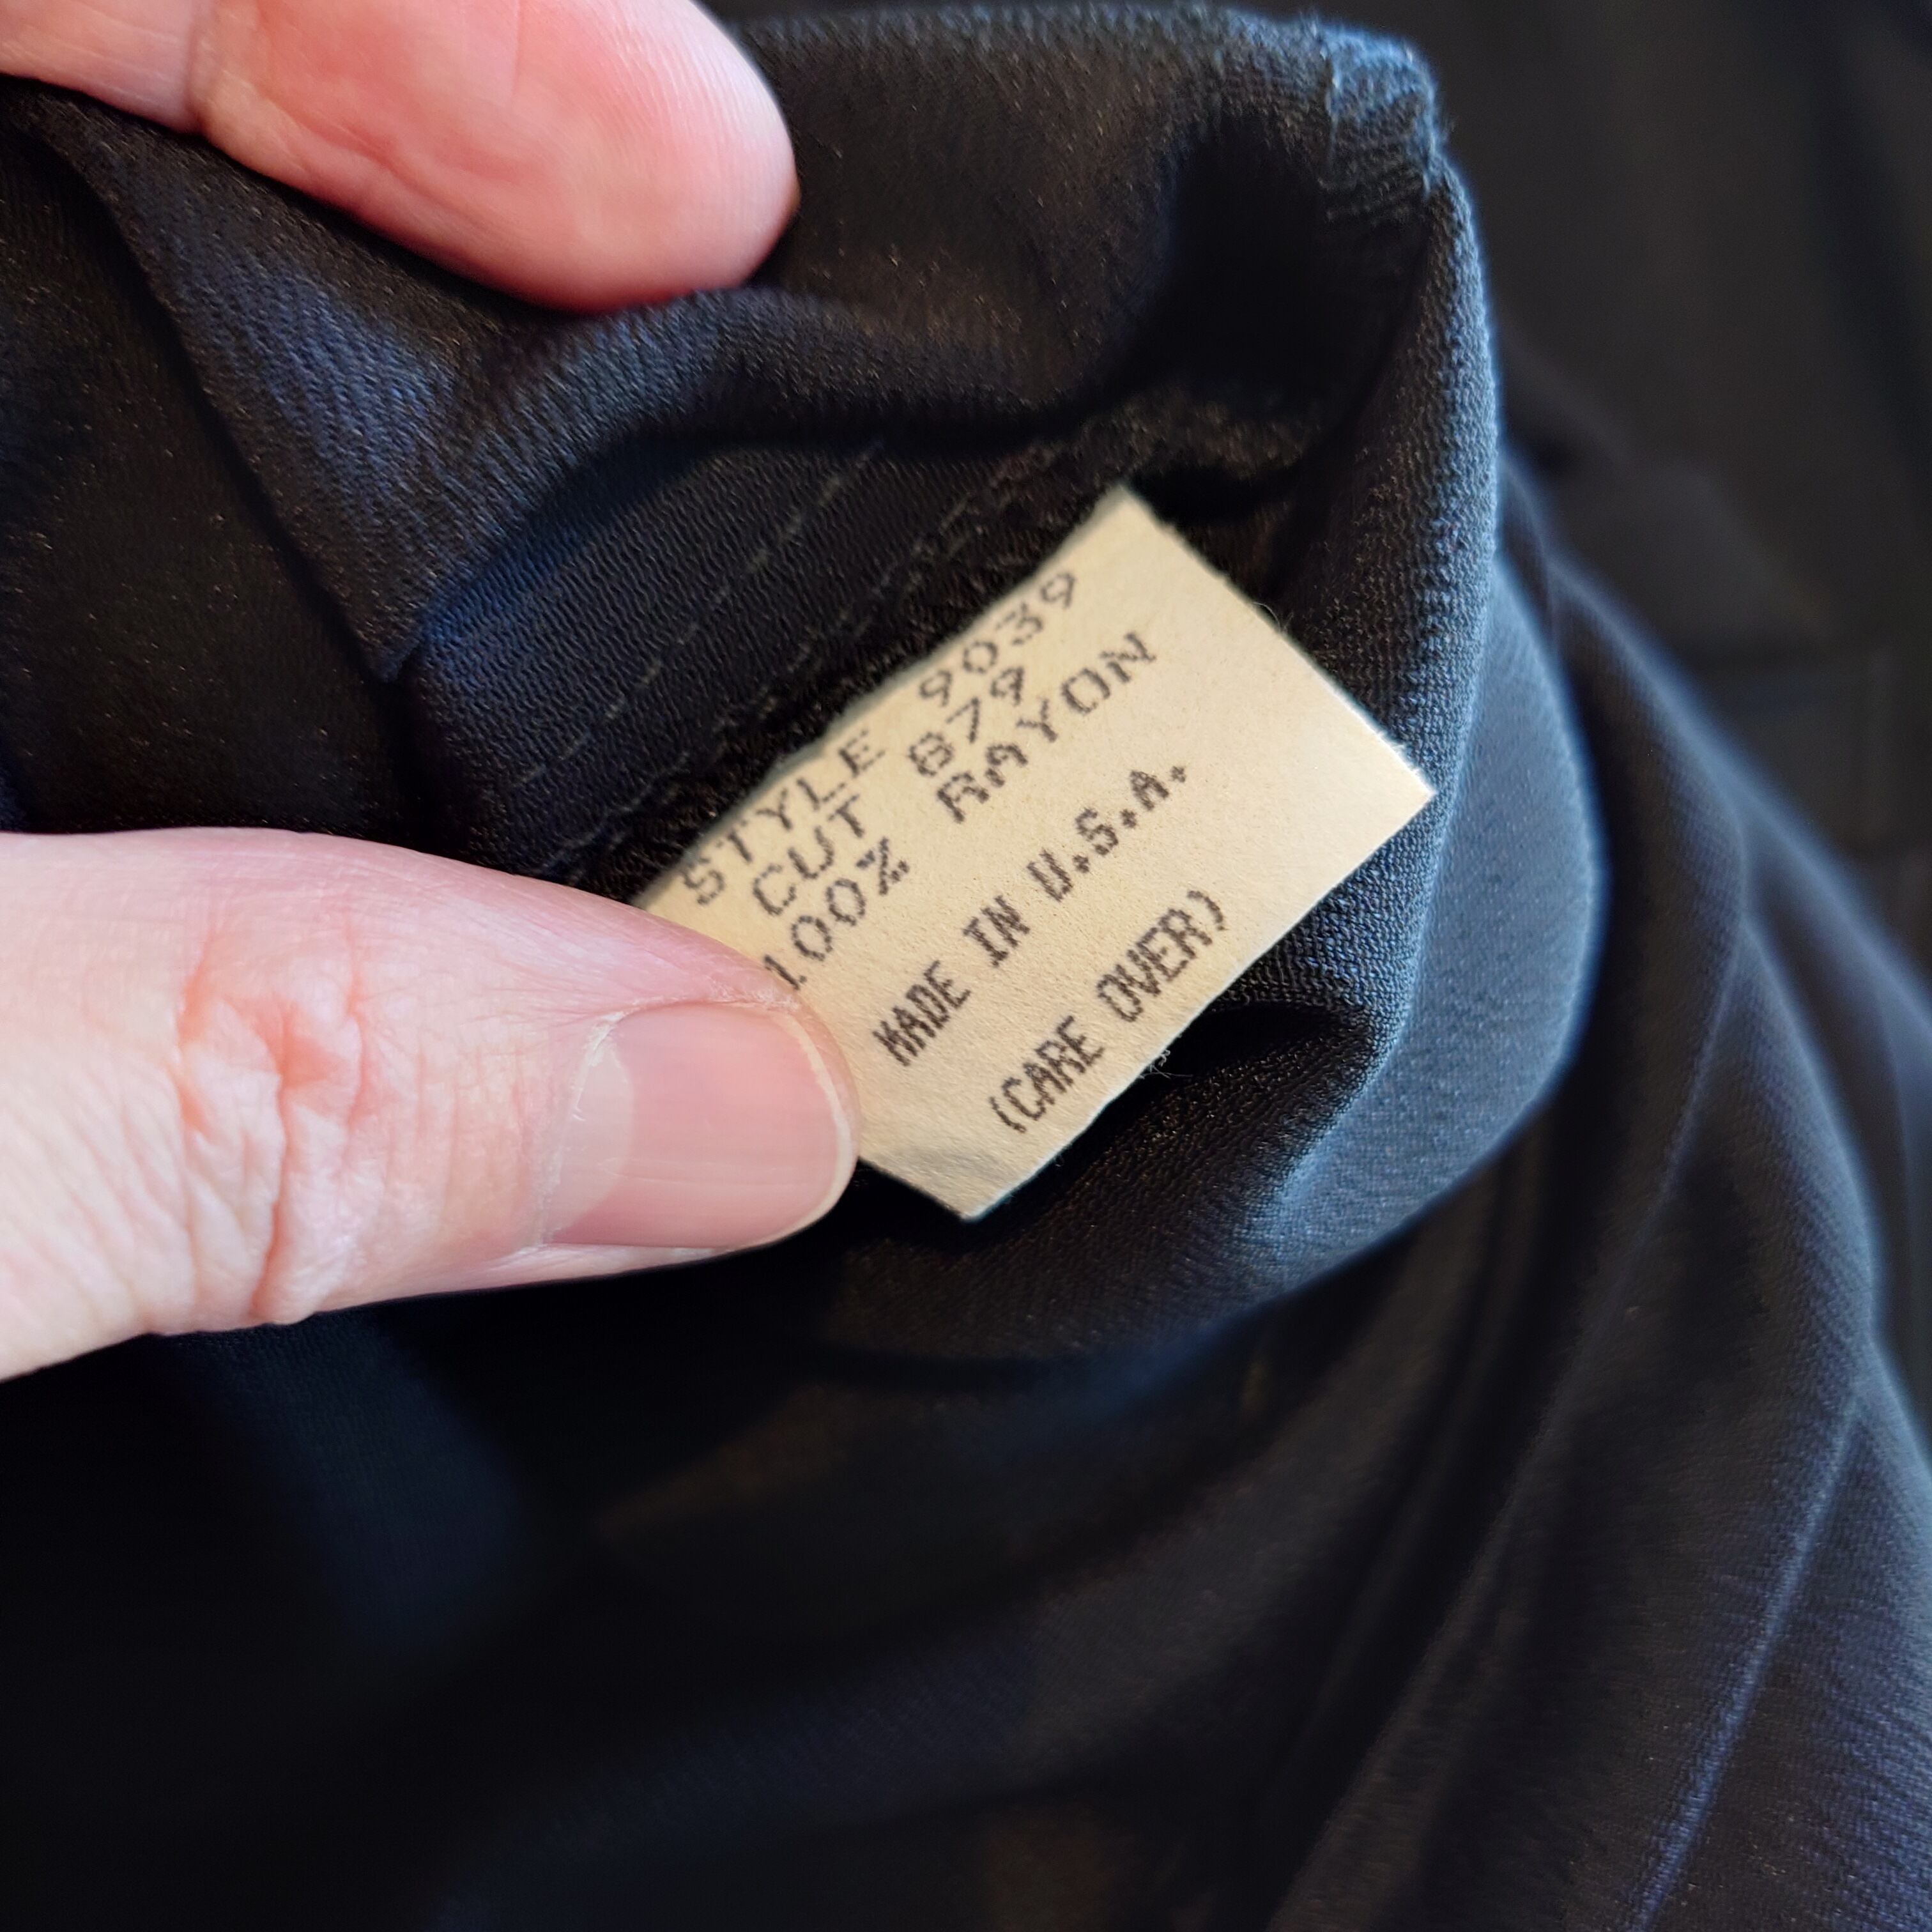 STYLE 9039
CUT 879
100% RAYON
MADE IN U.S.A.
(CARE OVER)